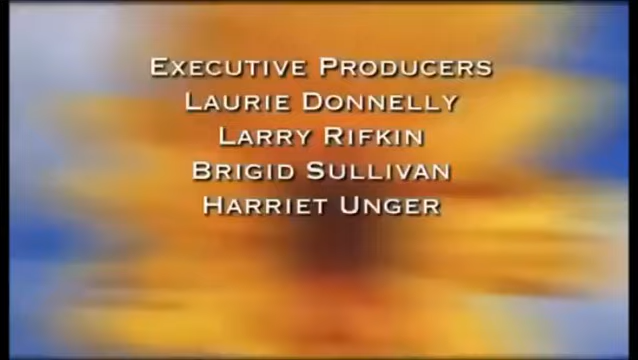 Executive Producers
Laurie Donnelly
Larry Rifkin
Brigid Sullivan
Harriet Unger